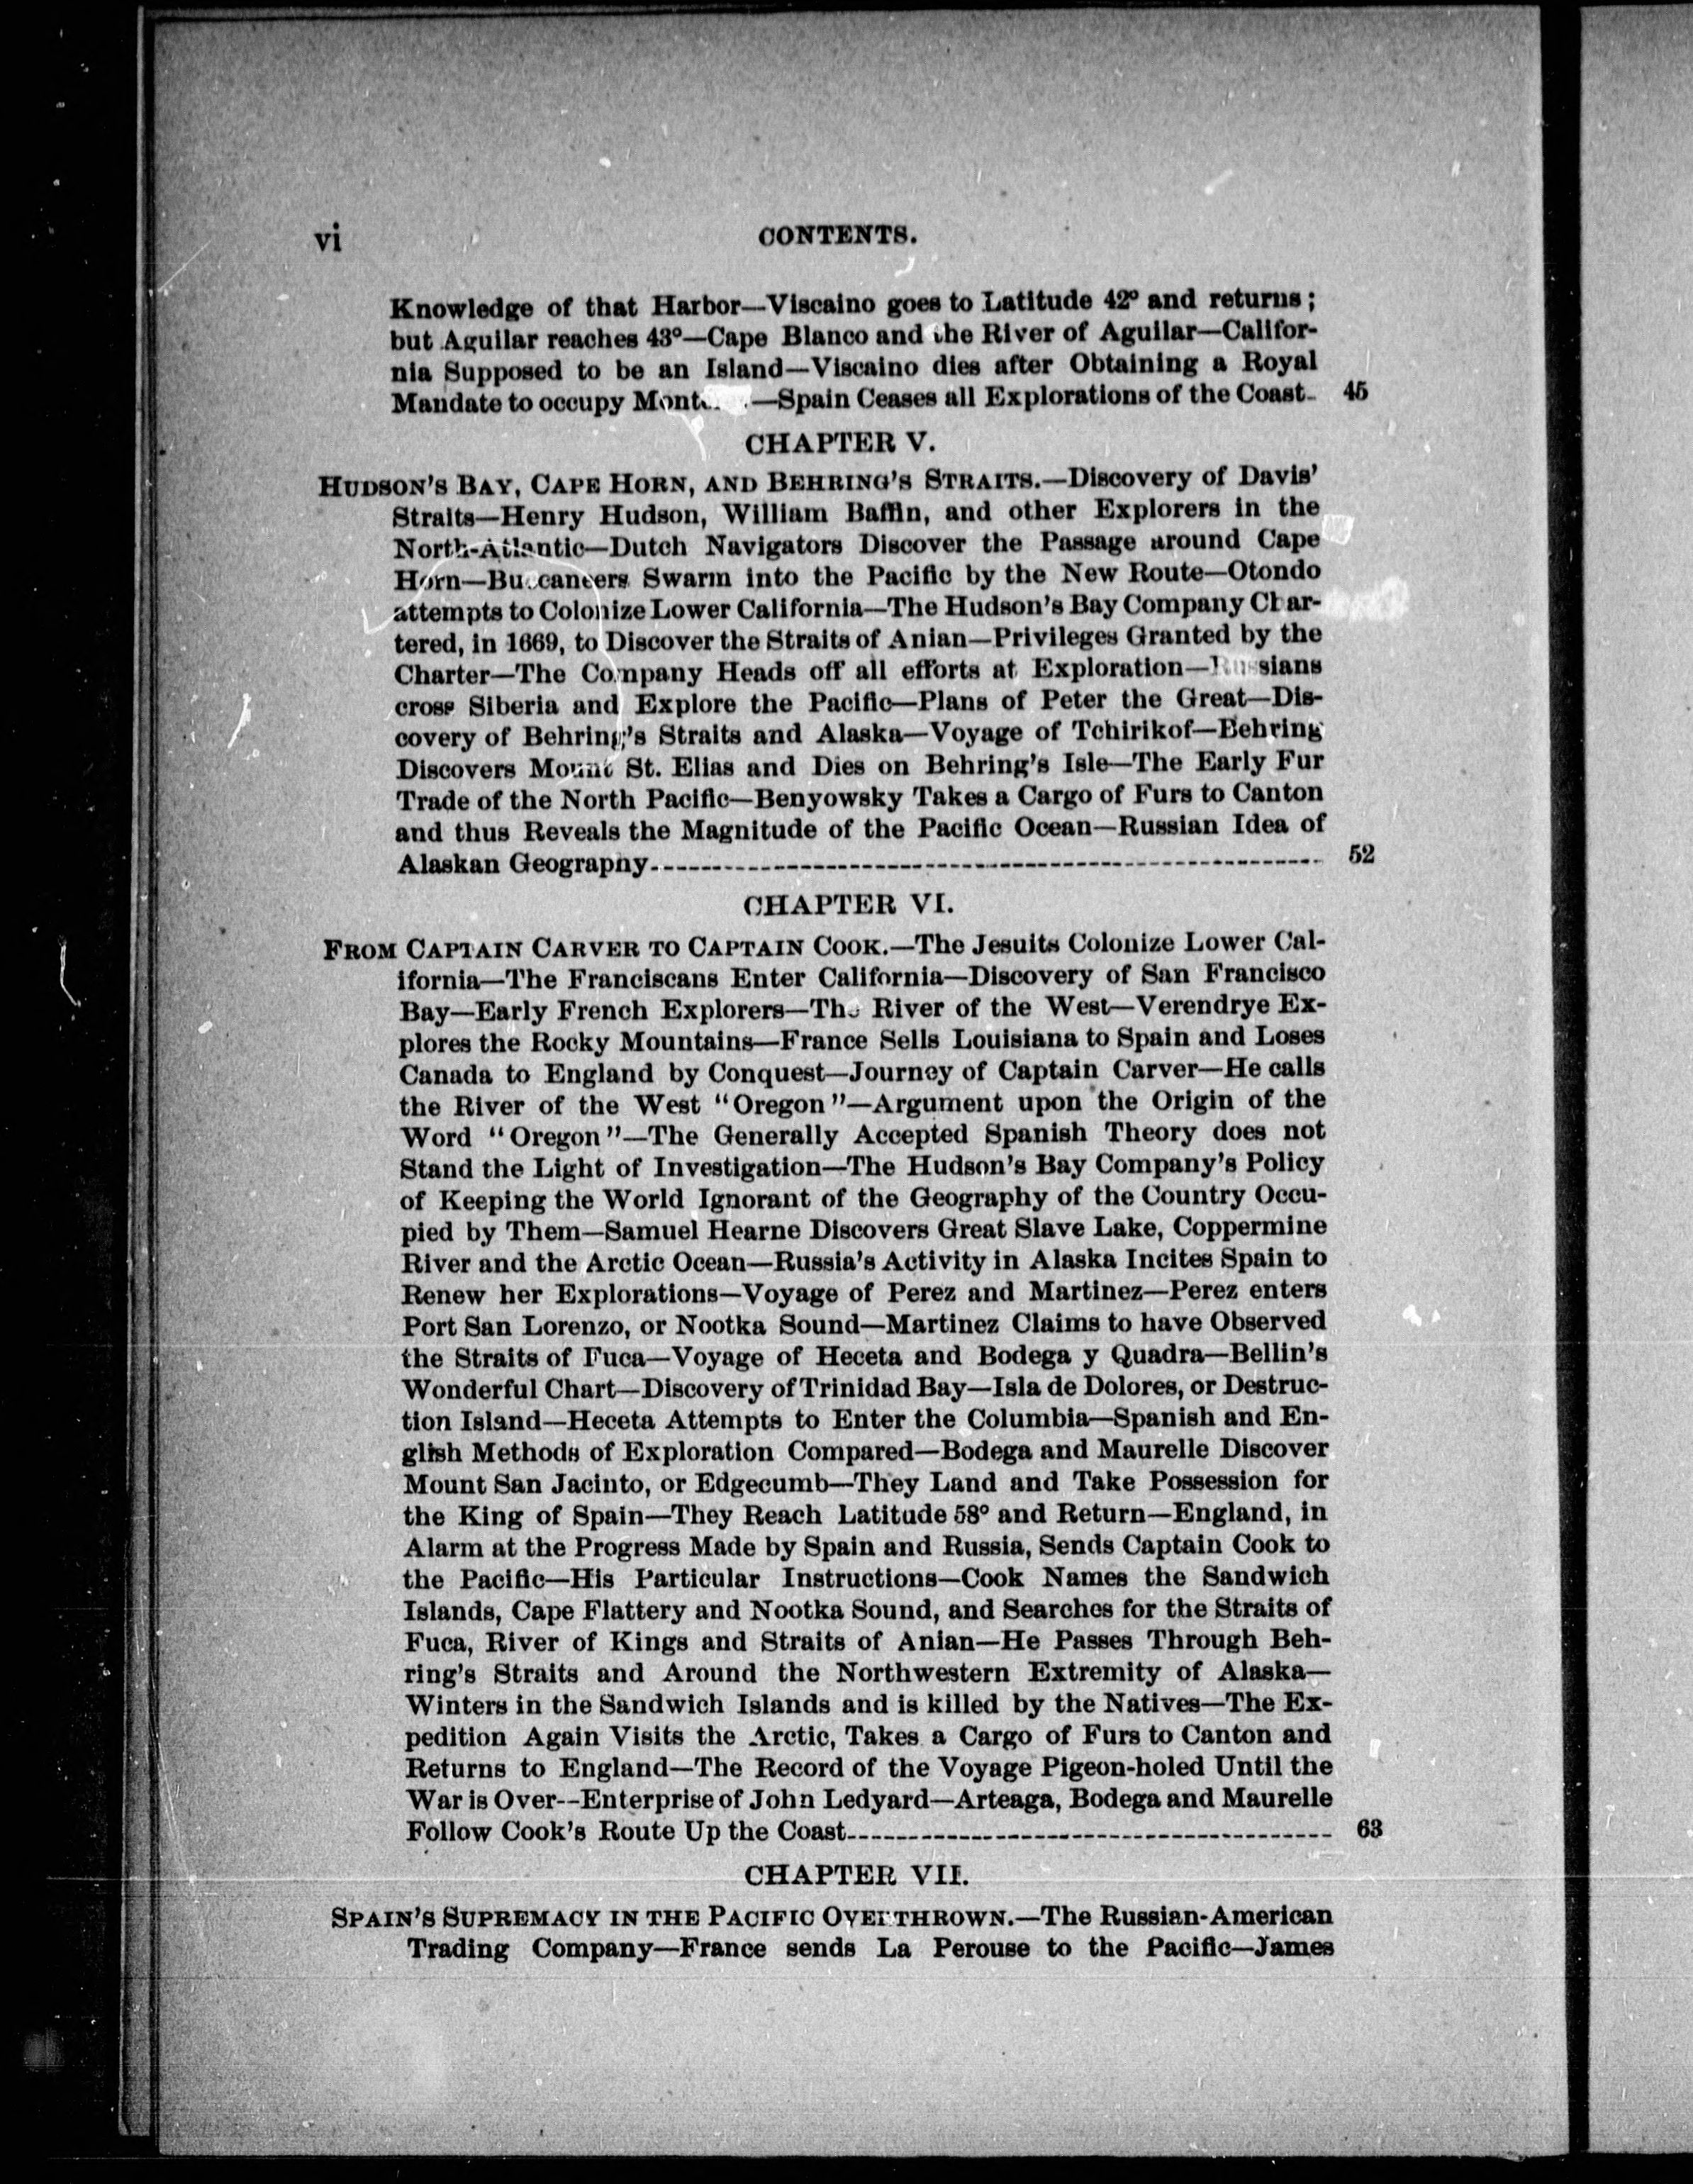 vi
CONTENTS.
Knowledge of that Harbor—Viscaino goes to Latitude 42° and returns;
but Aguilar reaches 43°—Cape Blanco and the River of Aguilar—Califor-
nia Supposed to be an Island—Viscaino dies after Obtaining a Royal
Mandate to occupy —Spain Ceases all Explorations of the Coast- 45
CHAPTER V.
HUDSON'S BAY, CAPE HORN, AND BEHRING'S STRAITS.—Discovery of Davis'
Straits—Henry Hudson, William Baffin, and other Explorers in the
North-Atlantic—Dutch Navigators Discover the Passage around Cape
Horn—Buccaneers Swarm into the Pacific by the New Route—Otondo
attempts to Colonize Lower California—The Hudson's Bay Company Char-
tered, in 1669, to Discover the Straits of Anian—Privileges Granted by the
Charter—The Company Heads off all efforts at Exploration—Russians
cross Siberia and Explore the Pacific—Plans of Peter the Great—Dis-
covery of Behring's Straits and Alaska—Voyage of Tchirikof—Behring
Discovers Mount St. Elias and Dies on Behring's Isle—The Early Fur
Trade of the North Pacific—Benyowsky Takes a Cargo of Furs to Canton
and thus Reveals the Magnitude of the Pacific Ocean—Russian Idea of
Alaskan Geography 52
CHAPTER VI.
FROM CAPTAIN CARVER TO CAPTAIN COOK.—The Jesuits Colonize Lower Cal-
ifornia—The Franciscans Enter California—Discovery of San Francisco
Bay—Early French Explorers—The River of the West—Verendrye Ex-
plores the Rocky Mountains—France Sells Louisiana to Spain and Loses
Canada to England by Conquest—Journey of Captain Carver—He calls
the River of the West "Oregon"—Argument upon the Origin of the
Word "Oregon"—The Generally Accepted Spanish Theory does not
Stand the Light of Investigation—The Hudson's Bay Company's Policy
of Keeping the World Ignorant of the Geography of the Country Occu-
pied by Them—Samuel Hearne Discovers Great Slave Lake, Coppermine
River and the Arctic Ocean—Russia's Activity in Alaska Incites Spain to
Renew her Explorations—Voyage of Perez and Martinez—Perez enters
Port San Lorenzo, or Nootka Sound—Martinez Claims to have Observed
the Straits of Fuca—Voyage of Heceta and Bodega y Quadra—Bellin's
Wonderful Chart—Discovery of Trinidad Bay—Isla de Dolores, or Destruc-
tion Island—Heceta Attempts to Enter the Columbia—Spanish and En-
glish Methods of Exploration Compared—Bodega and Maurelle Discover
Mount San Jacinto, or Edgecumb—They Land and Take Possession for
the King of Spain—They Reach Latitude 58° and Return—England, in
Alarm at the Progress Made by Spain and Russia, Sends Captain Cook to
the Pacific—His Particular Instructions—Cook Names the Sandwich
Islands, Cape Flattery and Nootka Sound, and Searches for the Straits of
Fuca, River of Kings and Straits of Anian—He Passes Through Beh-
ring's Straits and Around the Northwestern Extremity of Alaska—
Winters in the Sandwich Islands and is killed by the Natives—The Ex-
pedition Again Visits the Arctic, Takes a Cargo of Furs to Canton and
Returns to England—The Record of the Voyage Pigeon-holed Until the
War is Over--Enterprise of John Ledyard—Arteaga, Bodega and Maurelle
Follow Cook's Route Up the Coast 63
CHAPTER VII.
SPAIN'S SUPREMACY IN THE PACIFIC OVERTHROWN.—The Russian-American
Trading Company—France sends La Perouse to the Pacific—James